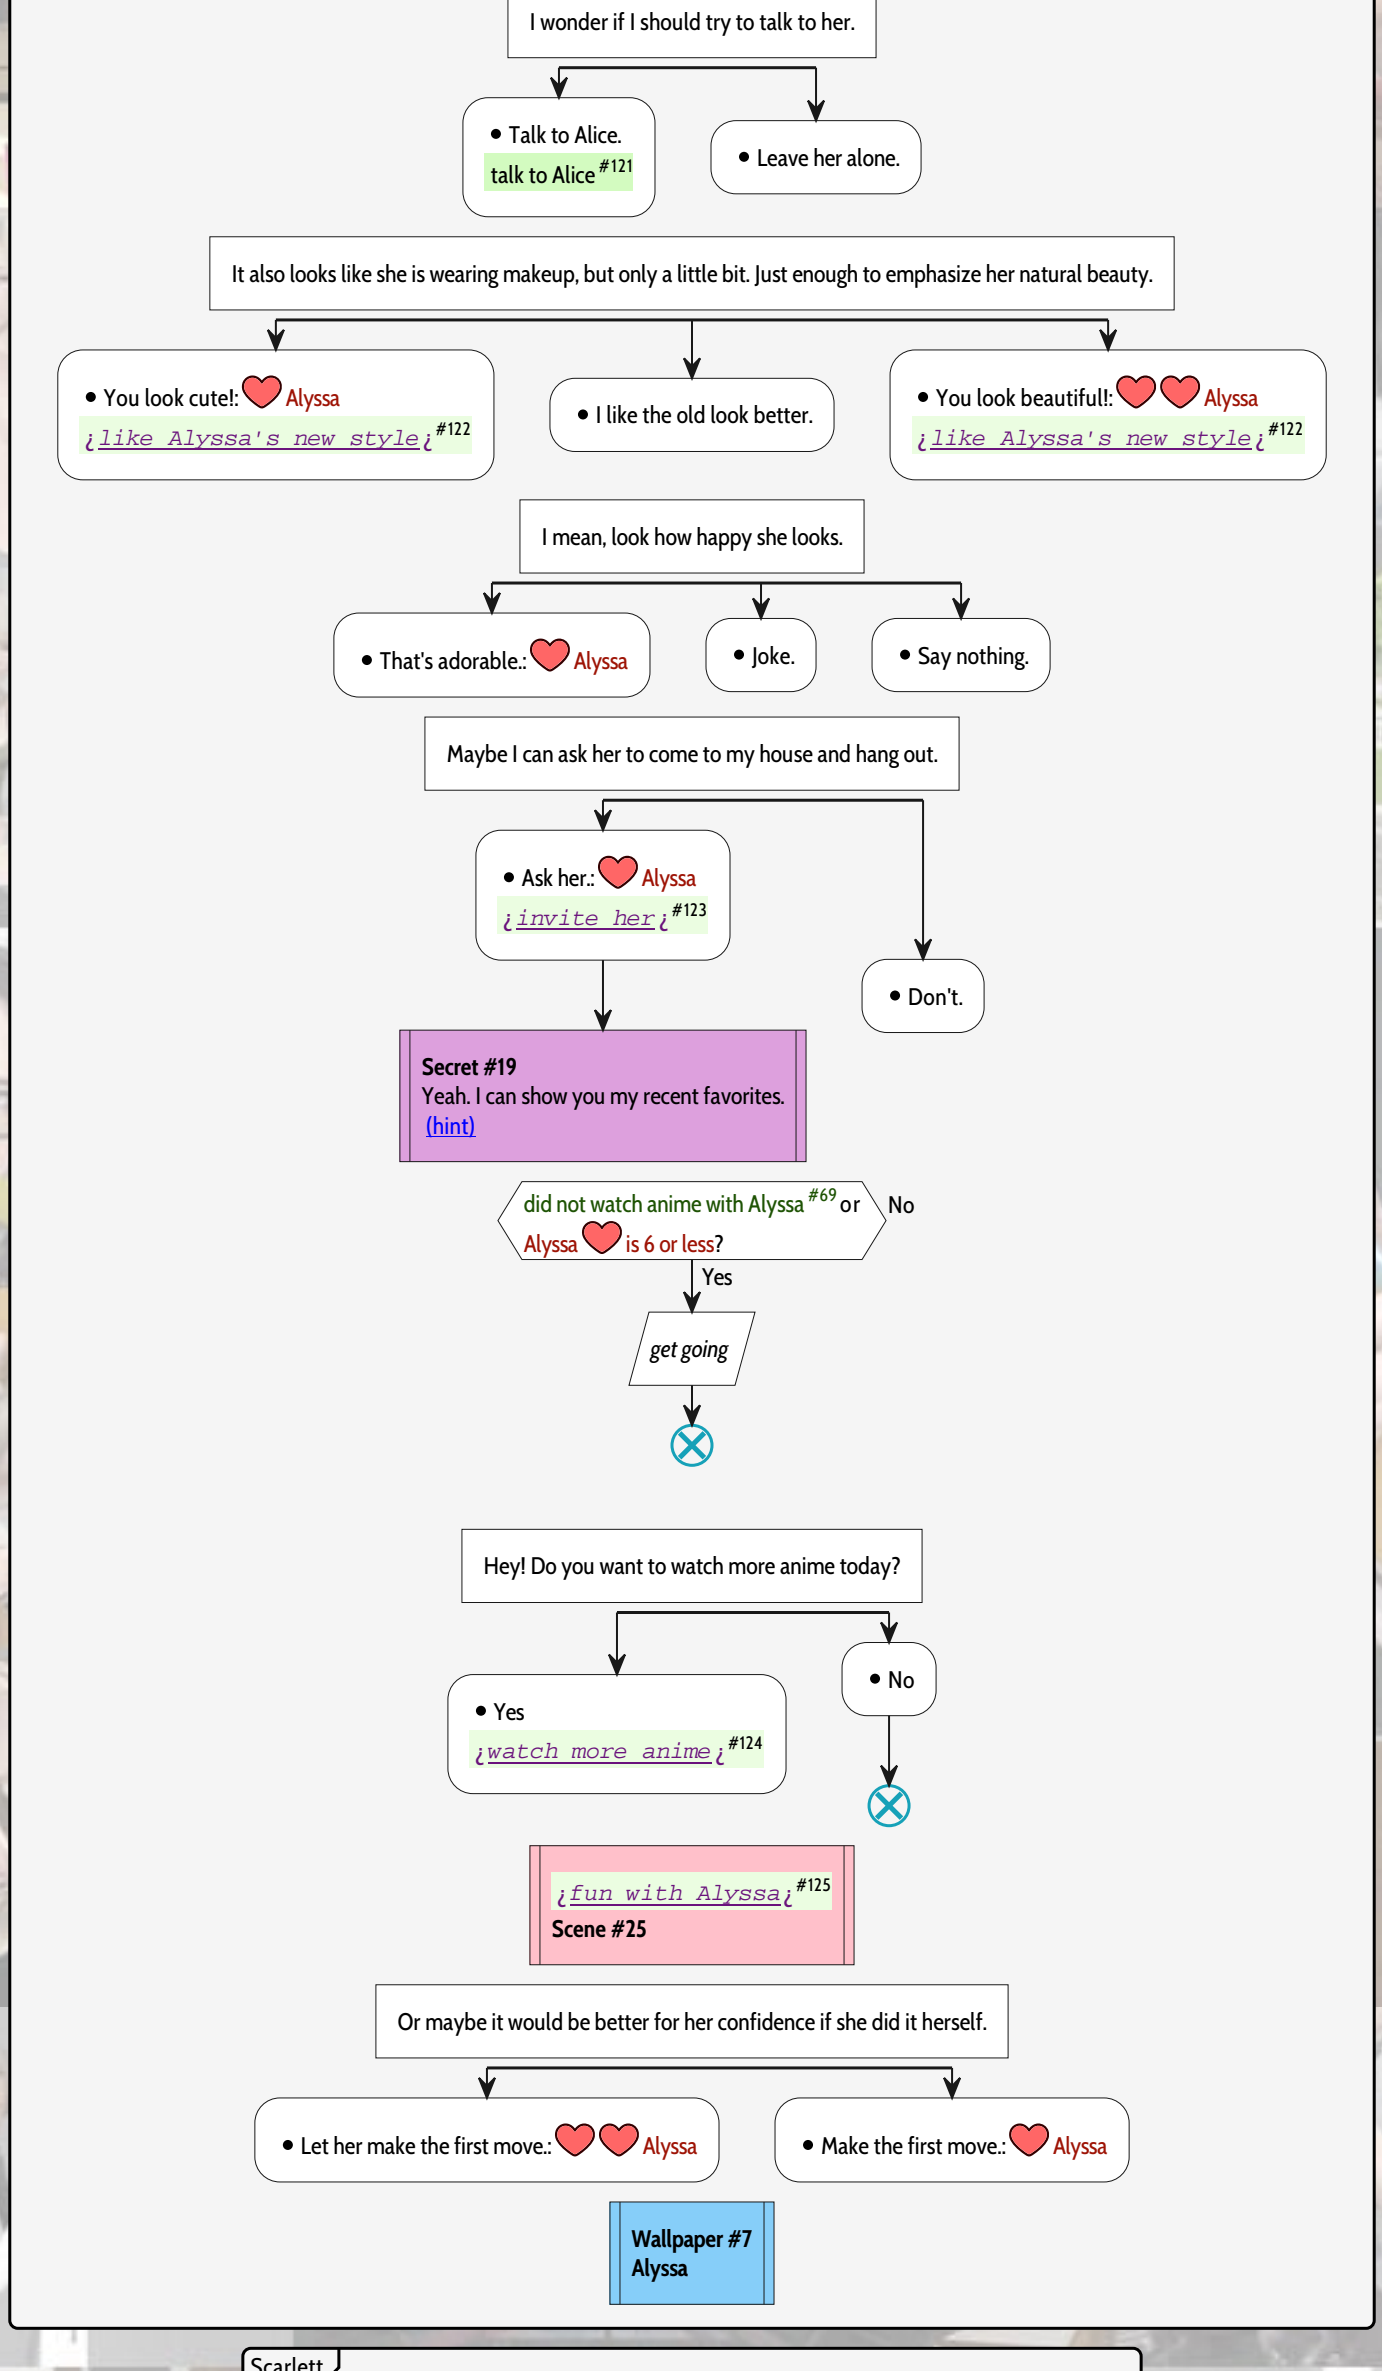 I wonder if I should try to talk to her.
• Talk to Alice.
talk to Alice #121
• Leave her alone.
It also looks like she is wearing makeup, but only a little bit. Just enough to emphasize her natural beauty.
• You look cute!: Alyssa
¿like Alyssa's new style¿ #122
• I like the old look better.
• You look beautiful!: Alyssa
¿like Alyssa's new style¿ #122
I mean, look how happy she looks.
• That's adorable.: Alyssa
• Joke.
• Say nothing.
Maybe I can ask her to come to my house and hang out.
• Ask her.: Alyssa
¿invite her¿ #123
• Don't.
Secret #19
Yeah. I can show you my recent favorites.
(hint)
did not watch anime with Alyssa #69 or
Alyssa is 6 or less?
No
Yes
get going
Hey! Do you want to watch more anime today?
• Yes
¿watch more anime¿ #124
• No
¿fun with Alyssa¿ #125
Scene #25
Or maybe it would be better for her confidence if she did it herself.
• Let her make the first move.: Alyssa
• Make the first move.: Alyssa
Wallpaper #7
Alyssa
Scarlett